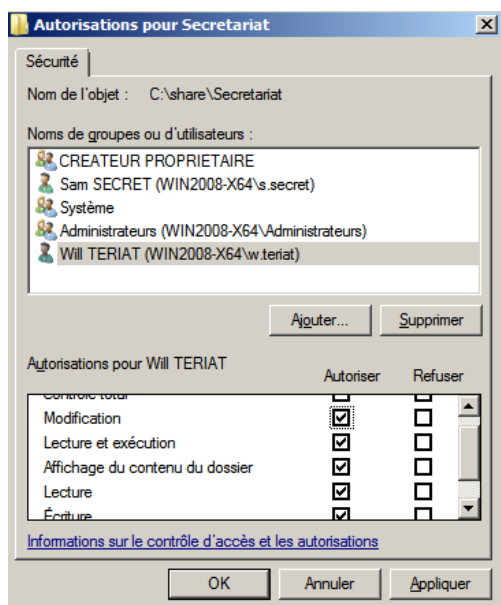 Autorisations pour Secretariat
Sécurité
Nom de l'objet : C:\share\Secretariat
Noms de groupes ou d'utilisateurs :
CREATEUR PROPRIETAIRE
Sam SECRET (WIN2008-X64\s.secret)
Système
Administrateurs (WIN2008-X64\Administrateurs)
Will TERIAT (WIN2008-X64\w.teriat)
Ajouter... Supprimer
Autorisations pour Will TERIAT Autoriser Refuser
Contrôle total
Modification
Lecture et exécution
Affichage du contenu du dossier
Lecture
Écriture
Informations sur le contrôle d'accès et les autorisations
OK Annuler Appliquer